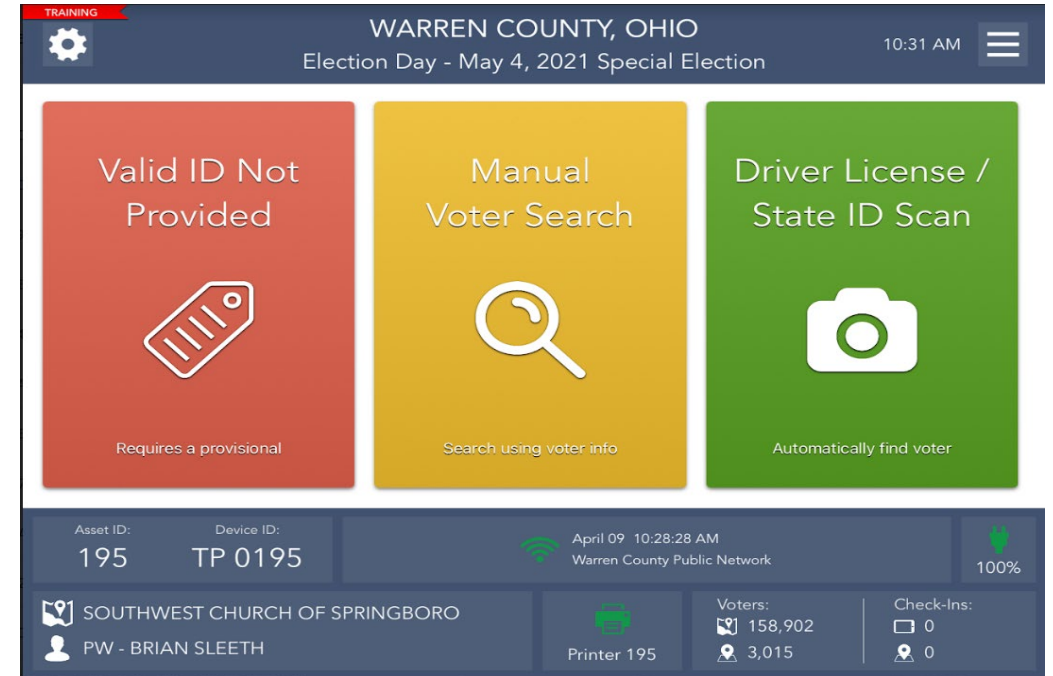 TRAINING
WARREN COUNTY, OHIO
Election Day - May 4, 2021 Special Election
10:31 AM
Valid ID Not
Provided
Requires a provisional
Manual
Voter Search
Search using voter info
Driver License /
State ID Scan
Automatically find voter
Asset ID:
195
Device ID:
TP 0195
April 09 10:28:28 AM
Warren County Public Network
100%
SOUTHWEST CHURCH OF SPRINGBORO
PW - BRIAN SLEETH
Printer 195
Voters:
158,902
3,015
Check-Ins:
0
0